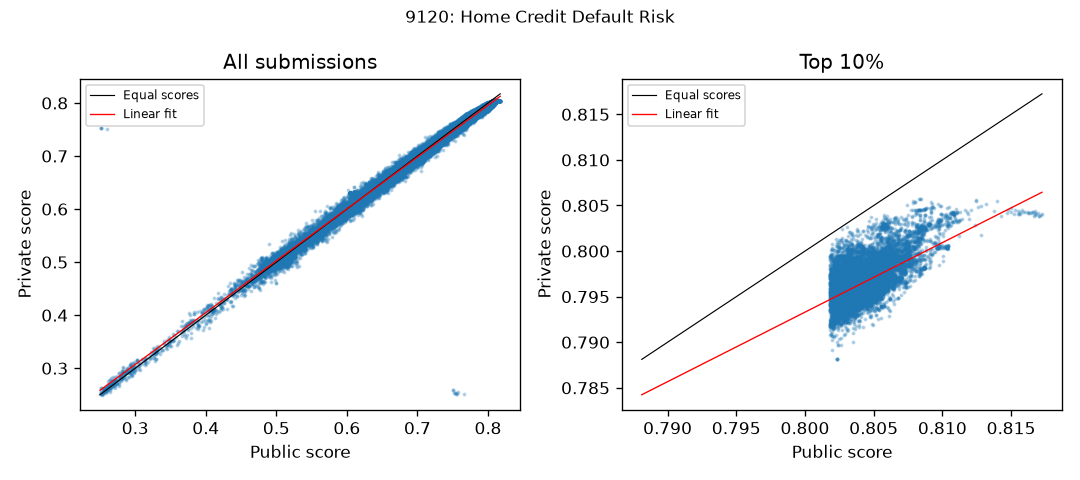 9120: Home Credit Default Risk
All submissions
Equal scores
Linear fit
0.8
0.7
0.6
0.5
0.4
0.3
Private score
0.3 0.4 0.5 0.6 0.7 0.8
Public score
Top 10%
Equal scores
Linear fit
0.815
0.810
0.805
0.800
0.795
0.790
0.785
Private score
0.790 0.795 0.800 0.805 0.810 0.815
Public score